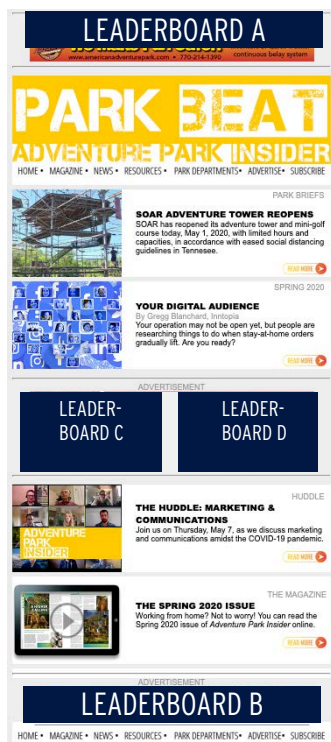 LEADERBOARD A
www.americanadventurepark.com • 770-214-1390
continuous belay system
PARK BEAT
ADVENTURE PARK INSIDER
HOME • MAGAZINE • NEWS • RESOURCES • PARK DEPARTMENTS • ADVERTISE • SUBSCRIBE
PARK BRIEFS
SOAR ADVENTURE TOWER REOPENS
SOAR has reopened its adventure tower and mini-golf
course today, May 1, 2020, with limited hours and
capacities, in accordance with eased social distancing
guidelines in Tennesee.
READ MORE
SPRING 2020
YOUR DIGITAL AUDIENCE
By Gregg Blanchard, Inntopia
Your operation may not be open yet, but people are
researching things to do when stay-at-home orders
gradually lift. Are you ready?
READ MORE
ADVERTISEMENT
LEADER-
BOARD C
LEADER-
BOARD D
HUDDLE
THE HUDDLE: MARKETING &
COMMUNICATIONS
Join us on Thursday, May 7, as we discuss marketing
and communications amidst the COVID-19 pandemic.
ADVENTURE
PARK
INSIDER
READ MORE
THE MAGAZINE
THE SPRING 2020 ISSUE
Working from home? Not to worry! You can read the
Spring 2020 issue of Adventure Park Insider online.
READ MORE
ADVERTISEMENT
LEADERBOARD B
HOME • MAGAZINE • NEWS • RESOURCES • PARK DEPARTMENTS • ADVERTISE • SUBSCRIBE